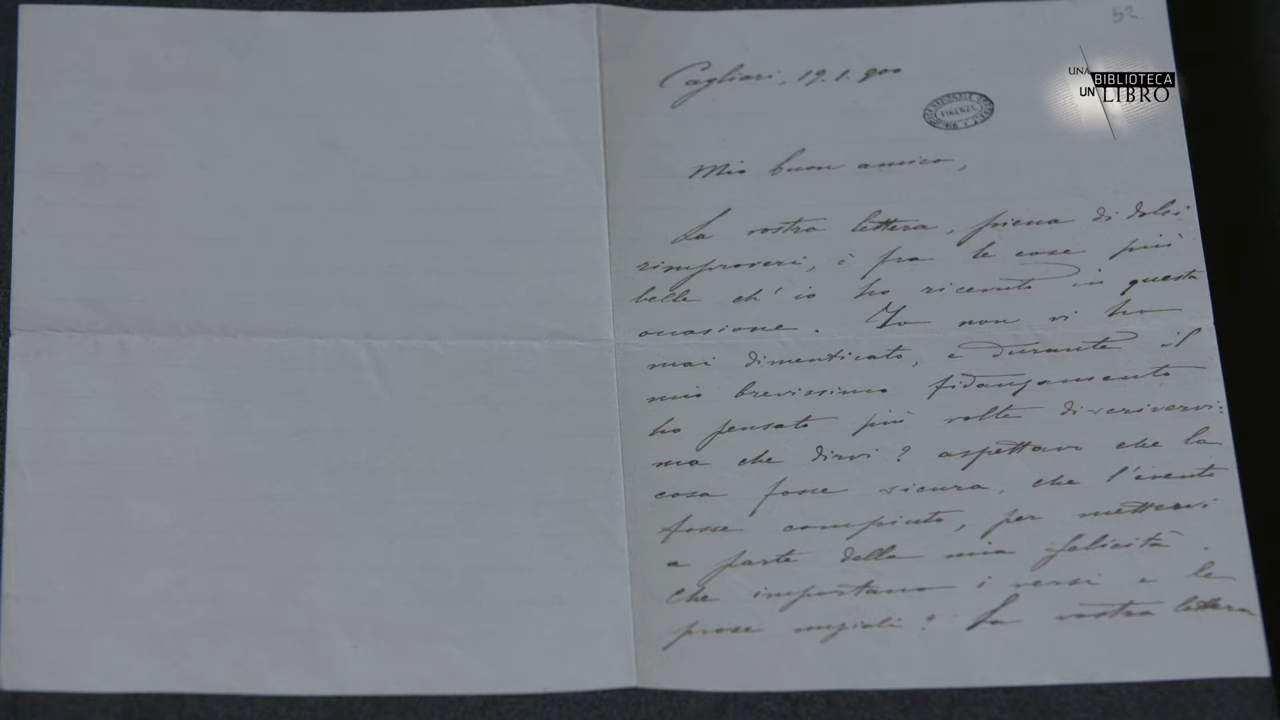 52
UNA BIBLIOTECA
UN LIBRO
Cagliari, 19.1.900
FIRENZE
Mio buon amico,
La vostra lettera, piena di dolci
rimproveri, è fra le cose più
belle ch'io ho ricevuto in questa
occasione. Io non vi ho
mai dimenticato, e durante il
mio brevissimo fidanzamento
ho pensato più volte di scrivervi:
ma che dirvi? aspettavo che la
cosa fosse sicura, che l'evento
fosse compiuto, per mettervi
a parte della mia felicità.
Che importano i versi e le
prose nuziali? La vostra lettera